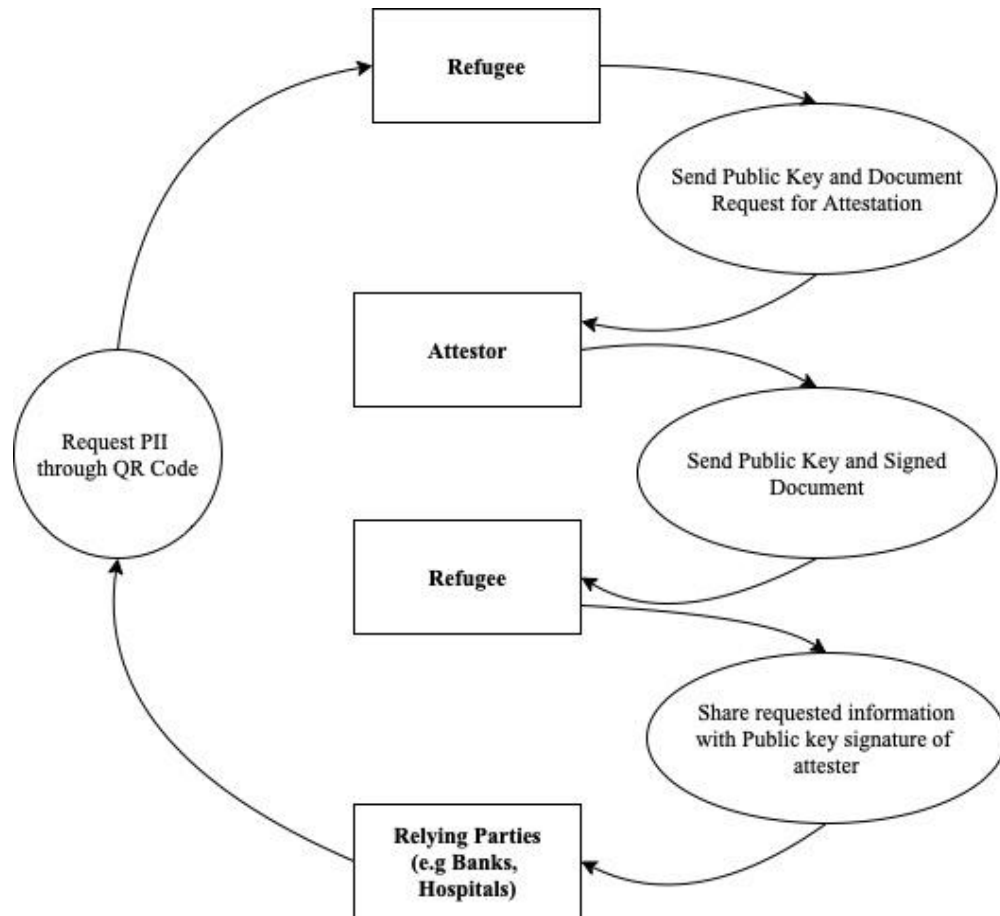 Refugee
Send Public Key and Document
Request for Attestation
Attestor
Request PII
through QR Code
Send Public Key and Signed
Document
Refugee
Share requested information
with Public key signature of
attester
Relying Parties
(e.g Banks,
Hospitals)